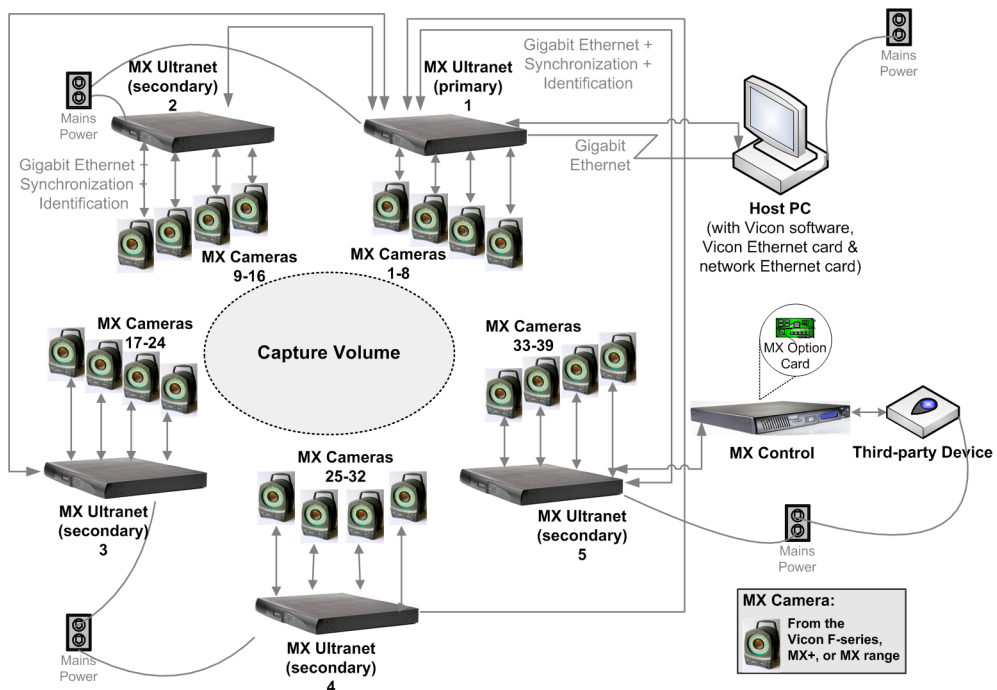 Gigabit Ethernet +
Synchronization +
Identification
MX Ultranet
(secondary)
2
MX Ultranet
(primary)
1
Mains
Power
Mains
Power
Gigabit Ethernet +
Synchronization +
Identification
Gigabit
Ethernet
Host PC
(with Vicon software,
Vicon Ethernet card &
network Ethernet card)
MX Cameras
9-16
MX Cameras
1-8
MX Cameras
17-24
Capture Volume
MX Cameras
33-39
MX Option
Card
MX Control
Third-party Device
MX Cameras
25-32
MX Ultranet
(secondary)
3
MX Ultranet
(secondary)
5
Mains
Power
MX Camera:
From the
Vicon F-series,
MX+, or MX range
Mains
Power
MX Ultranet
(secondary)
4